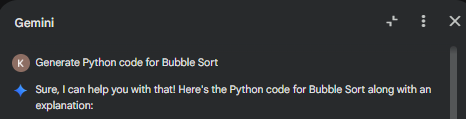 Gemini
K
Generate Python code for Bubble Sort
Sure, I can help you with that! Here's the Python code for Bubble Sort along with an
explanation: